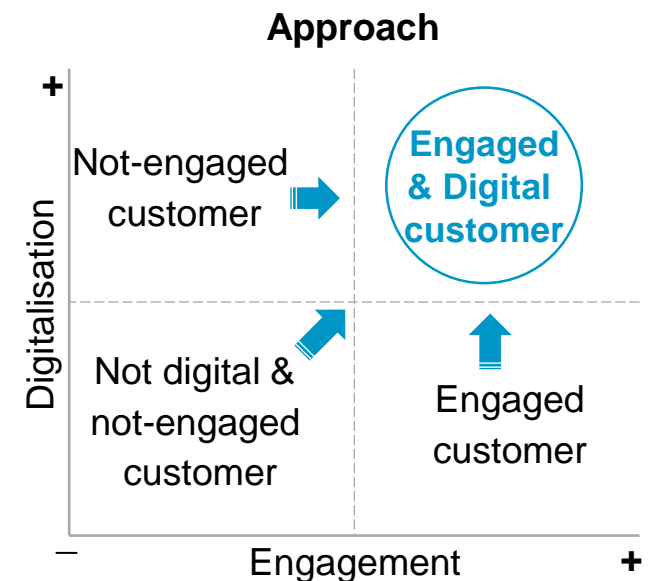 Approach
+
Digitalisation
Not-engaged
customer
Engaged
& Digital
customer
Not digital &
not-engaged
customer
Engaged
customer
–
Engagement
+